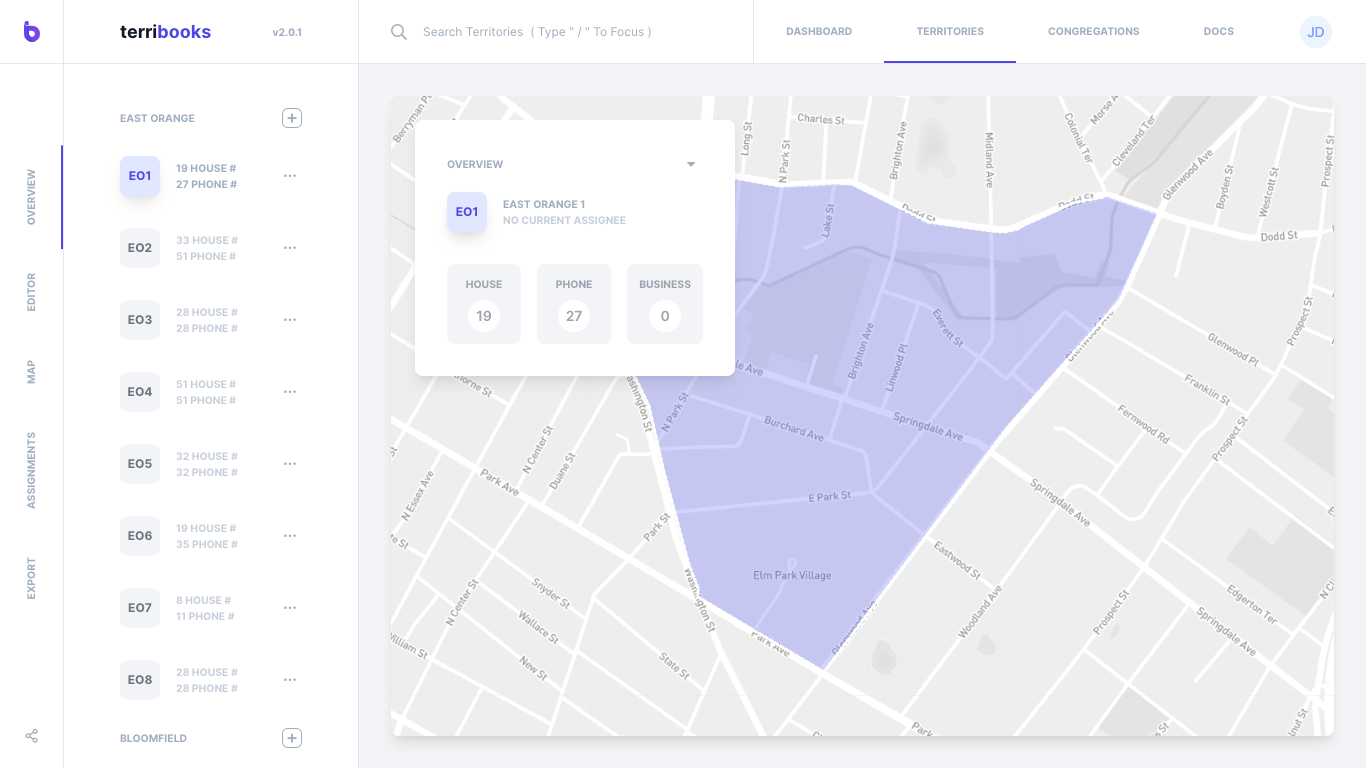 terribooks
v2.0.1
Search Territories ( Type " / " To Focus )
DASHBOARD
TERRITORIES
CONGREGATIONS
DOCS
JD
OVERVIEW
EDITOR
MAP
ASSIGNMENTS
EXPORT
EAST ORANGE
EO1
19 HOUSE #
27 PHONE #
EO2
33 HOUSE #
51 PHONE #
EO3
28 HOUSE #
28 PHONE #
EO4
51 HOUSE #
51 PHONE #
EO5
32 HOUSE #
32 PHONE #
EO6
19 HOUSE #
35 PHONE #
EO7
8 HOUSE #
11 PHONE #
EO8
28 HOUSE #
28 PHONE #
BLOOMFIELD
OVERVIEW
EO1
EAST ORANGE 1
NO CURRENT ASSIGNEE
HOUSE
19
PHONE
27
BUSINESS
0
Long St
Charles St
N Park St
Brighton Ave
Midland Ave
Colonial Ter
Morse A
Cleveland Ter
Glenwood Ave
Boyden St
Westcott St
Prospect St
Dodd St
Dodd St
Dodd St
Lake St
Everett St
Brighton Ave
Linwood Pl
Glenwood Ave
Prospect St
Glenwood Pl
Franklin St
Fernwood Rd
Prospect St
ale Ave
Springdale Ave
N Park St
Burchard Ave
ashington St
horne St
N Center St
Duane St
Park Ave
N Essex Ave
E Park St
Park St
Springdale Ave
Eastwood St
Elm Park Village
Washington St
Snyder St
N Center St
Wallace St
New St
State St
Park Ave
Glenwood Ave
Woodland Ave
Prospect St
Edgerton Ter
Springdale Ave
William St
Park